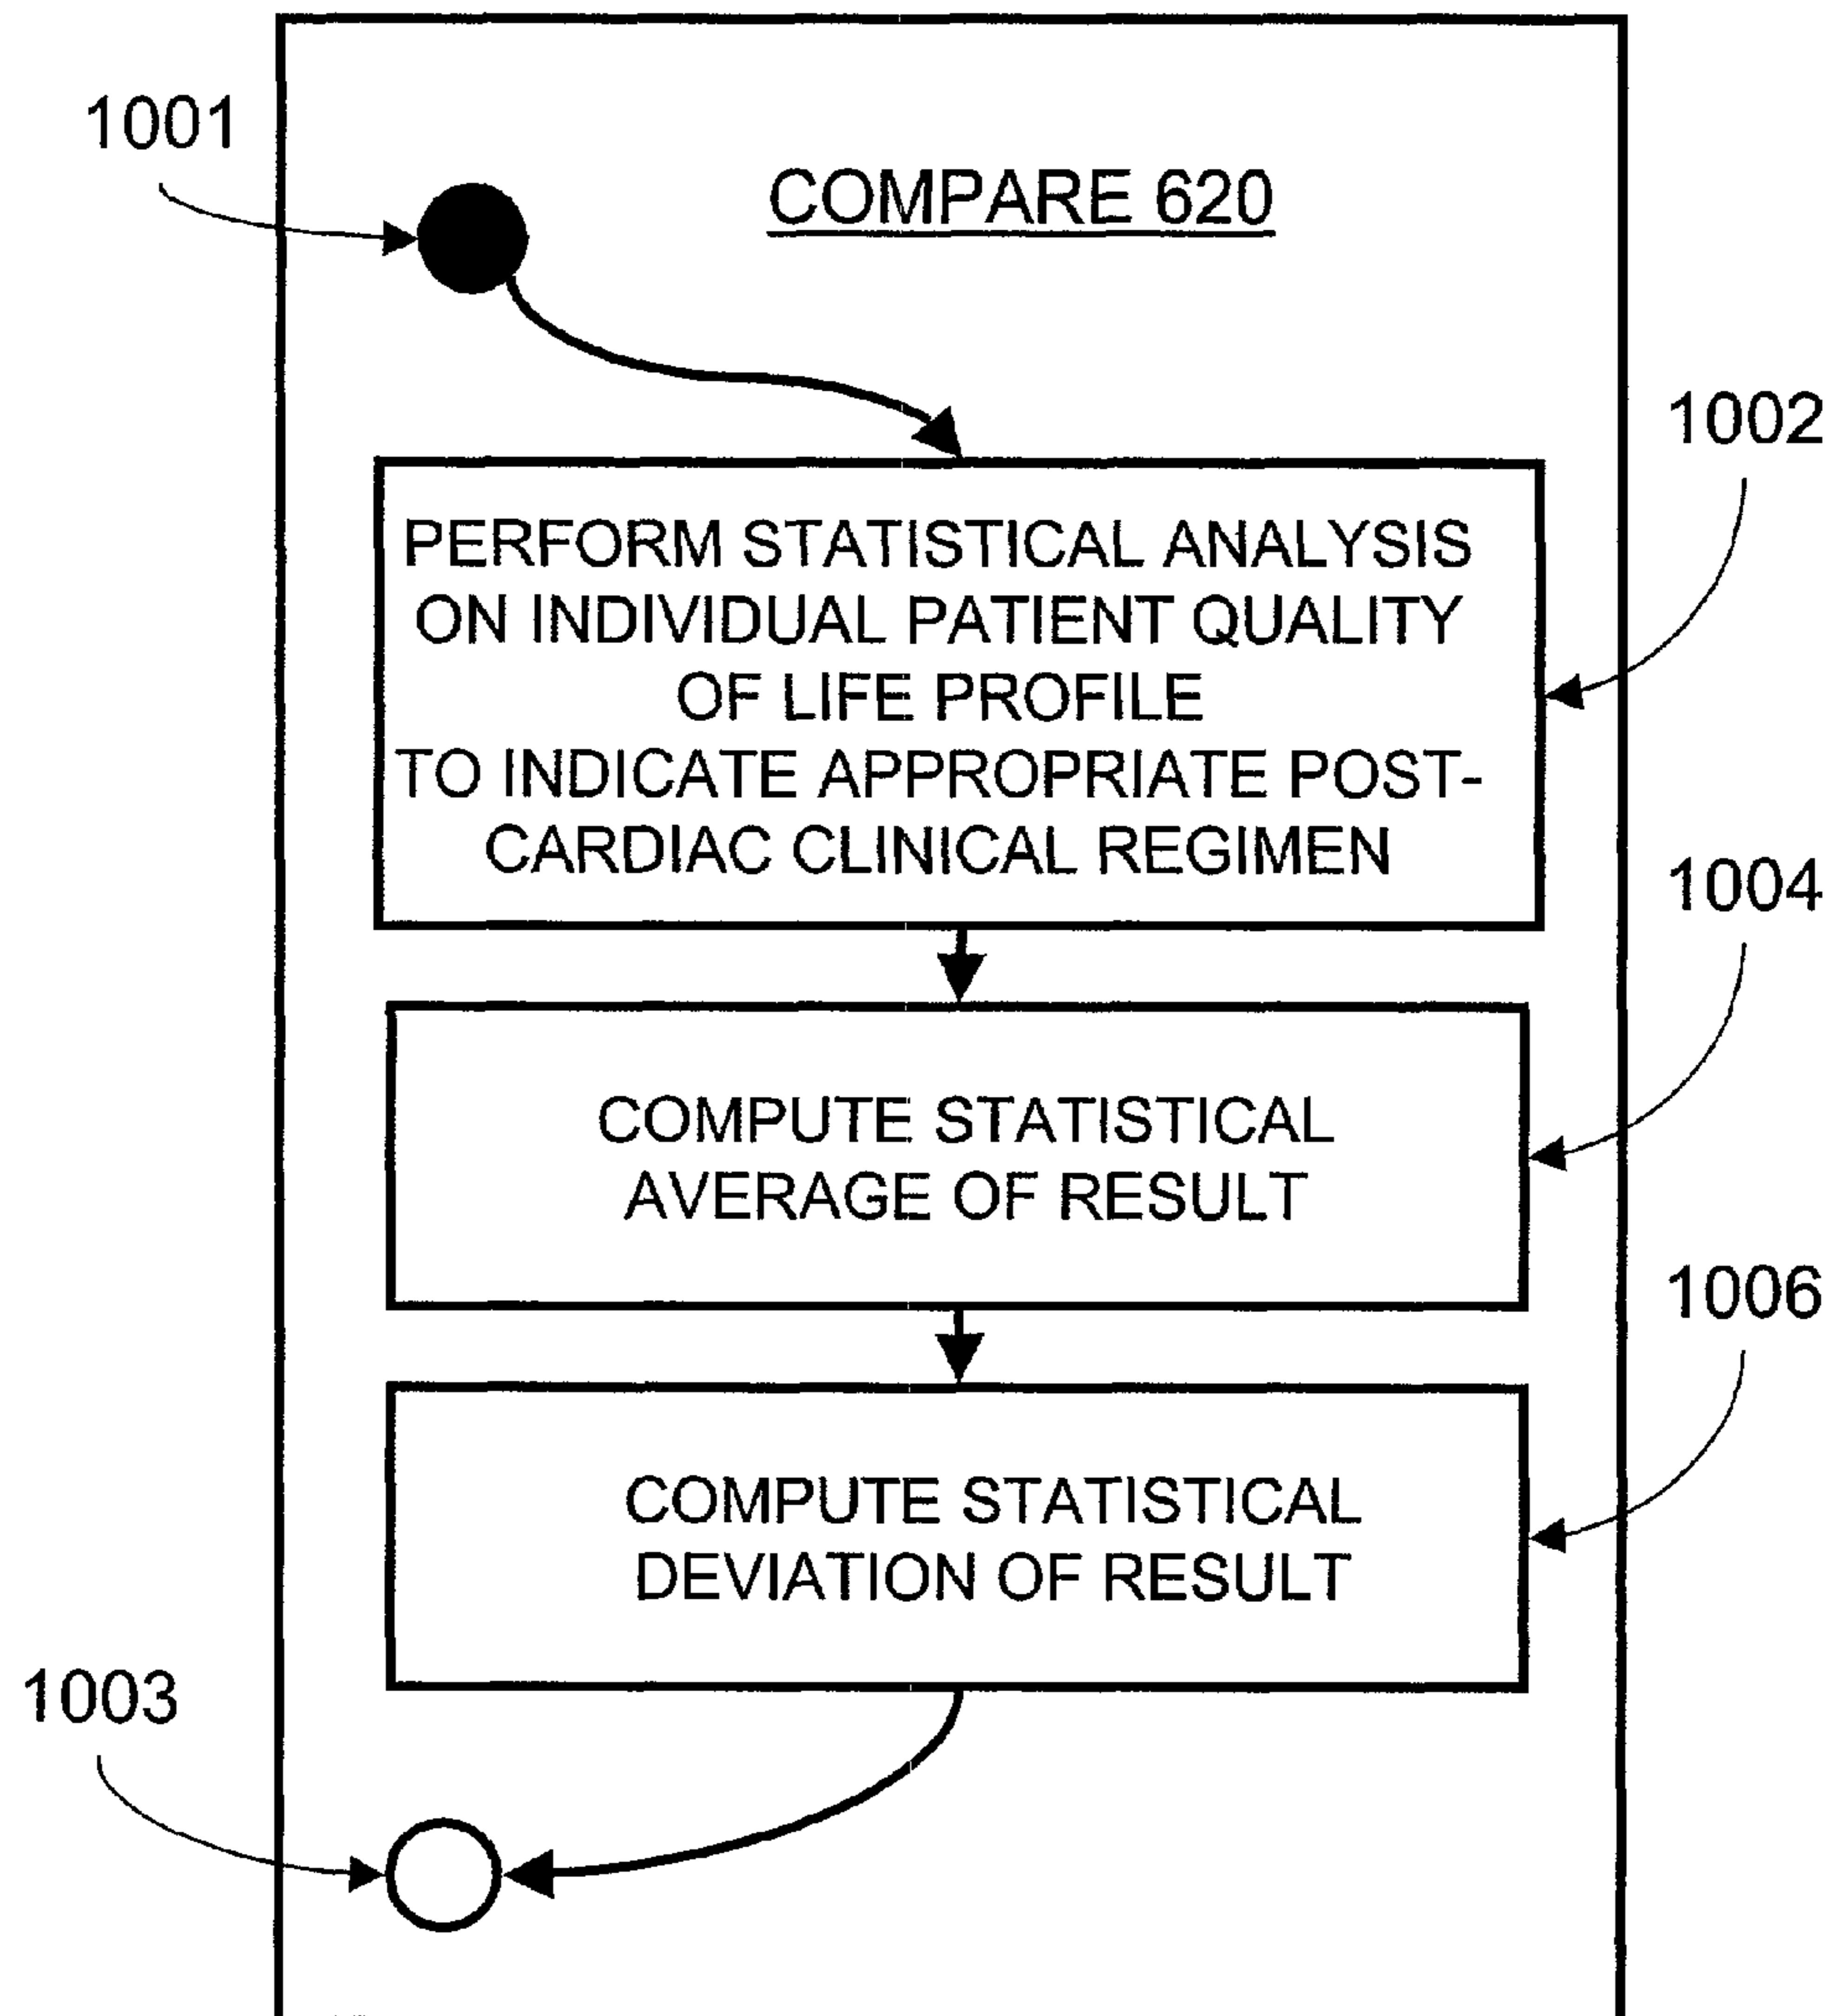 1001
COMPARE 620
1002
PERFORM STATISTICAL ANALYSIS
ON INDIVIDUAL PATIENT QUALITY
OF LIFE PROFILE
TO INDICATE APPROPRIATE POST-
CARDIAC CLINICAL REGIMEN
1004
COMPUTE STATISTICAL
AVERAGE OF RESULT
1006
COMPUTE STATISTICAL
DEVIATION OF RESULT
1003